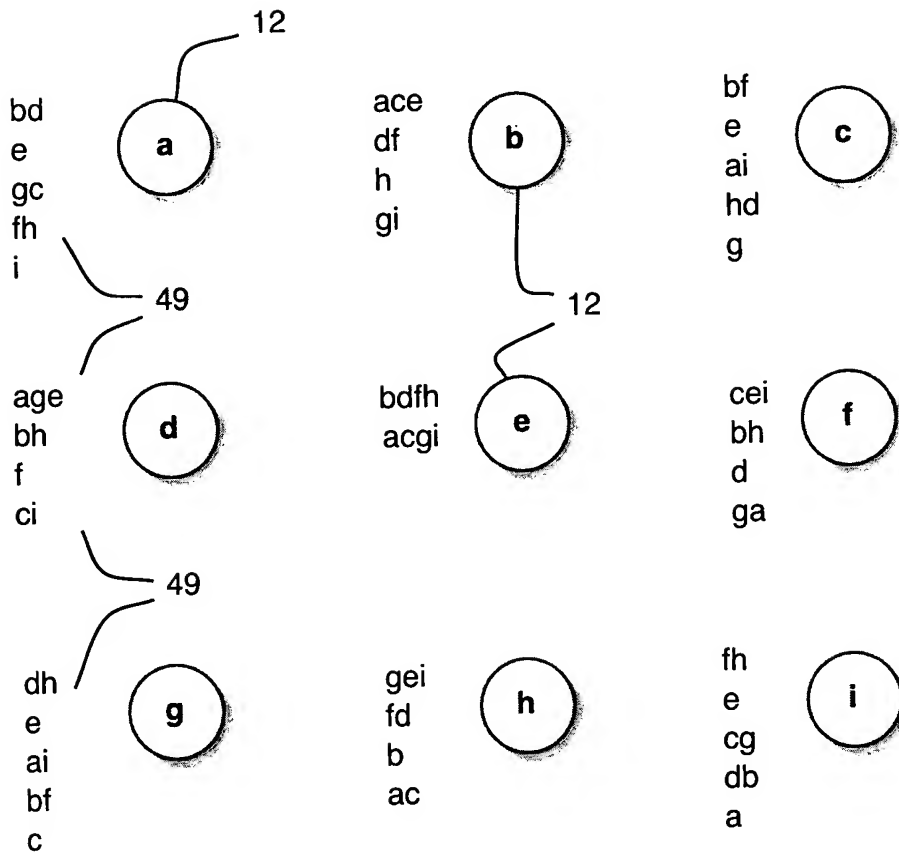 12
bd
e
gc
fh
i
a
ace
df
h
gi
b
bf
e
ai
hd
g
c
49
12
age
bh
f
ci
d
bdfh
acgi
e
cei
bh
d
ga
f
49
dh
e
ai
bf
c
g
gei
fd
b
ac
h
fh
e
cg
db
a
i